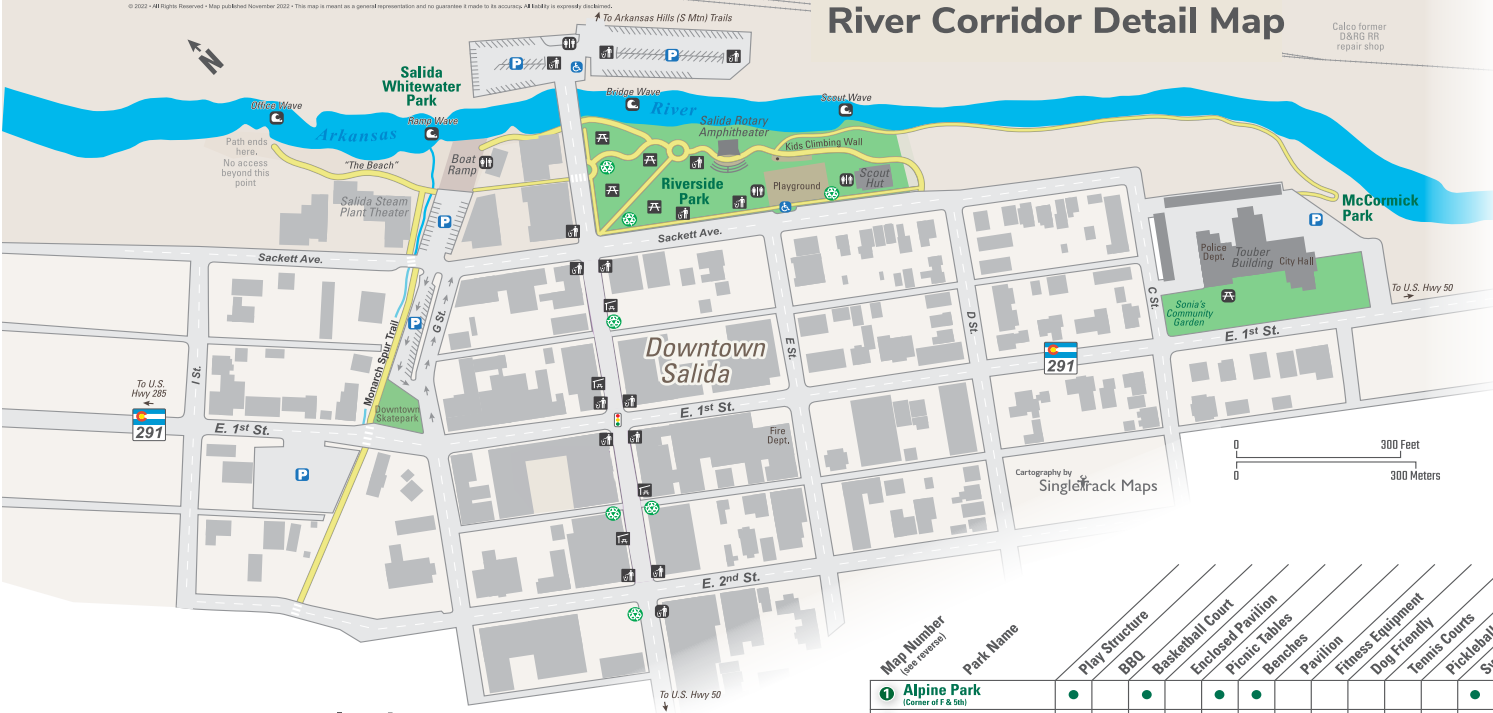 © 2022 • All Rights Reserved • Map published November 2022 • This map is meant as a general representation and no guarantee is made to its accuracy. All liability is expressly disclaimed.
To Arkansas Hills (S Mtn) Trails
River Corridor Detail Map
Calco former
D&RG RR
repair shop
N
P
P
Salida
Whitewater
Park
Office Wave
Arkansas
Ramp Wave
Bridge Wave
River
Scout Wave
Path ends
here.
No access
beyond this
point
"The Beach"
Boat
Ramp
Salida Rotary
Amphitheater
Kids Climbing Wall
Riverside
Park
Playground
Scout
Hut
Salida Steam
Plant Theater
P
McCormick
Park
P
Sackett Ave.
Sackett Ave.
Police
Dept.
Touber
Building
City Hall
To U.S. Hwy 50
Sonia's
Community
Garden
C St.
D St.
E St.
G St.
I St.
P
Monarch Spur Trail
Downtown
Salida
291
E. 1st St.
To U.S.
Hwy 285
291
E. 1st St.
Downtown
Skatepark
E. 1st St.
Fire
Dept.
P
0
300 Feet
0
300 Meters
Cartography by
Singletrack Maps
E. 2nd St.
To U.S. Hwy 50
Map Number
(see reverse)
Park Name
Play Structure
BBQ
Basketball Court
Enclosed Pavilion
Picnic Tables
Benches
Pavilion
Fitness Equipment
Dog Friendly
Tennis Courts
1 Alpine Park
(Corner of F & 5th)